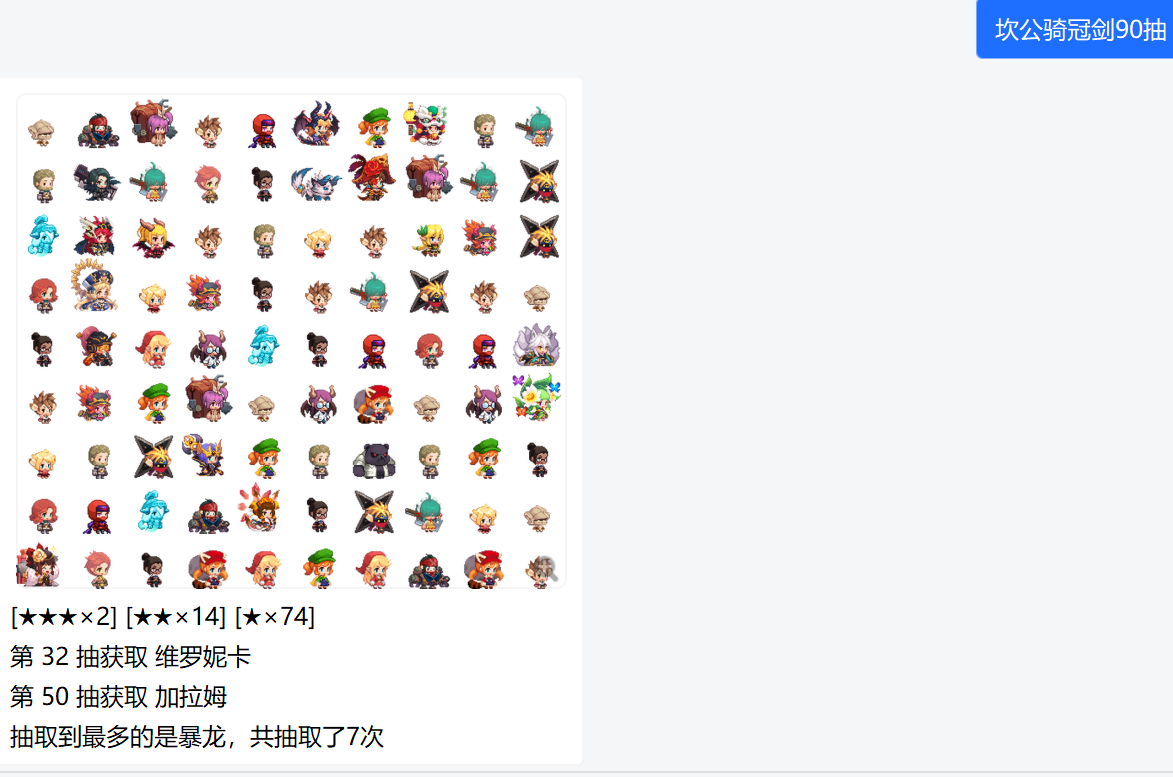 坎公骑冠剑90抽
[★★★×2] [★★×14] [★×74]
第 32 抽获取 维罗妮卡
第 50 抽获取 加拉姆
抽取到最多的是暴龙，共抽取了7次